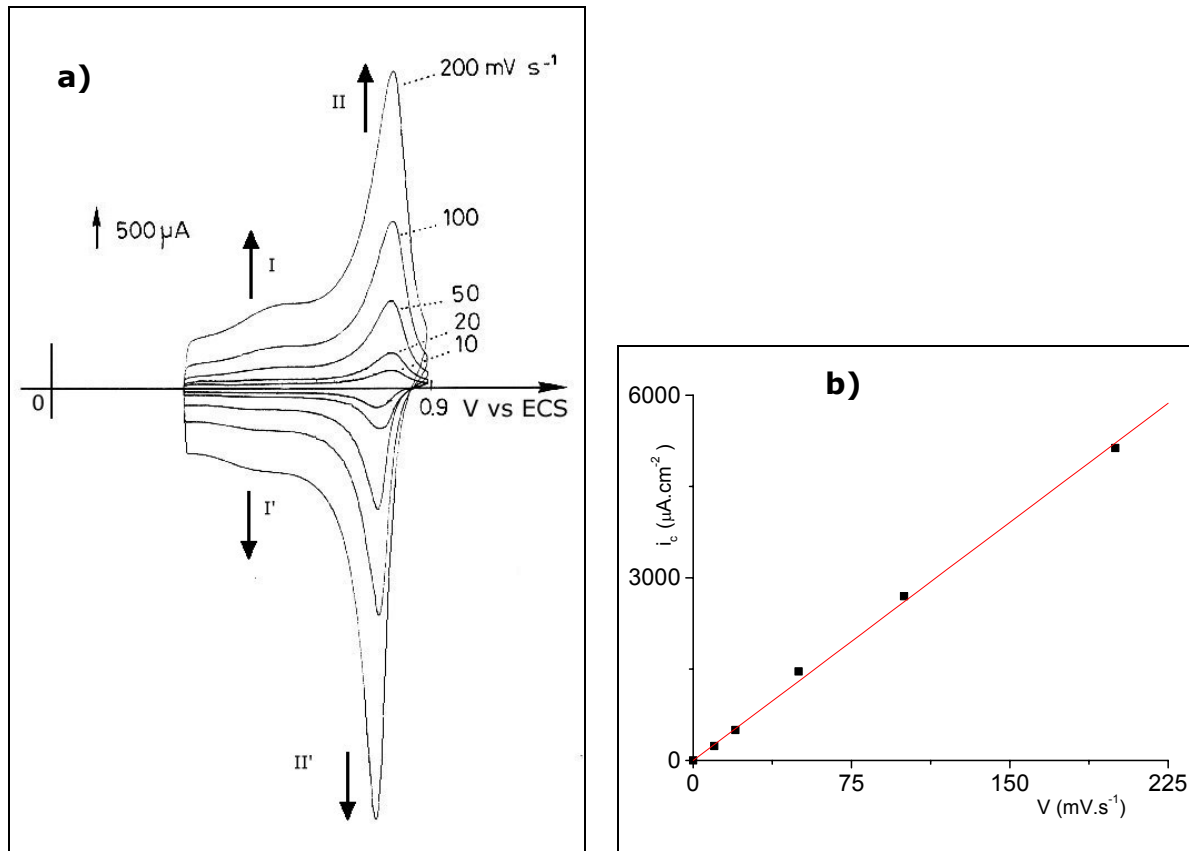 a)
200 mV s⁻¹
II
500 µA
I
100
50
20
10
0
V vs ECS
0.9
I'
II'
b)
6000
3000
0
i_c (µA.cm⁻²)
0
75
150
225
V (mV.s⁻¹)